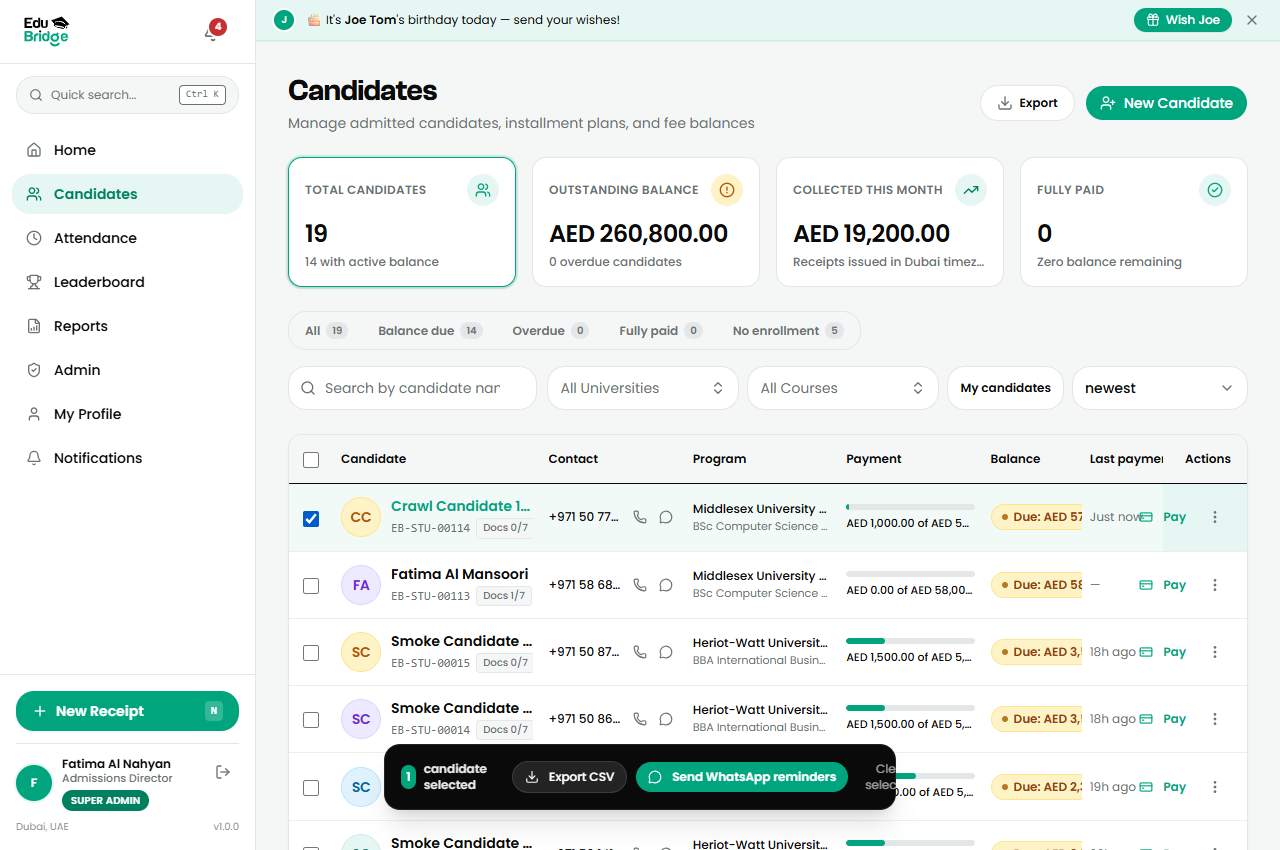 Edu
Bridge
4
Quick search...
Ctrl K
Home
Candidates
Attendance
Leaderboard
Reports
Admin
My Profile
Notifications
New Receipt
N
F
Fatima Al Nahyan
Admissions Director
SUPER ADMIN
Dubai, UAE
v1.0.0
J
It's Joe Tom's birthday today — send your wishes!
Wish Joe
Candidates
Manage admitted candidates, installment plans, and fee balances
Export
New Candidate
TOTAL CANDIDATES
19
14 with active balance
OUTSTANDING BALANCE
AED 260,800.00
0 overdue candidates
COLLECTED THIS MONTH
AED 19,200.00
Receipts issued in Dubai timez...
FULLY PAID
0
Zero balance remaining
All 19
Balance due 14
Overdue 0
Fully paid 0
No enrollment 5
Search by candidate nar
All Universities
All Courses
My candidates
newest
Candidate
Contact
Program
Payment
Balance
Last paymer
Actions
CC
Crawl Candidate 1...
EB-STU-00114
Docs 0/7
+971 50 77...
Middlesex University ...
BSc Computer Science ...
AED 1,000.00 of AED 5...
Due: AED 57
Just now
Pay
FA
Fatima Al Mansoori
EB-STU-00113
Docs 1/7
+971 58 68...
Middlesex University ...
BSc Computer Science ...
AED 0.00 of AED 58,00...
Due: AED 58
—
Pay
SC
Smoke Candidate ...
EB-STU-00015
Docs 0/7
+971 50 87...
Heriot-Watt Universit...
BBA International Busin...
AED 1,500.00 of AED 5,...
Due: AED 3,
18h ago
Pay
SC
Smoke Candidate ...
EB-STU-00014
Docs 0/7
+971 50 86...
Heriot-Watt Universit...
BBA International Busin...
AED 1,500.00 of AED 5,...
Due: AED 3,
18h ago
Pay
SC
0.00 of AED 5,...
Due: AED 2,
19h ago
Pay
1
candidate
selected
Export CSV
Send WhatsApp reminders
Cle
selec
Smoke Candidate ...
Heriot-Watt Universit...